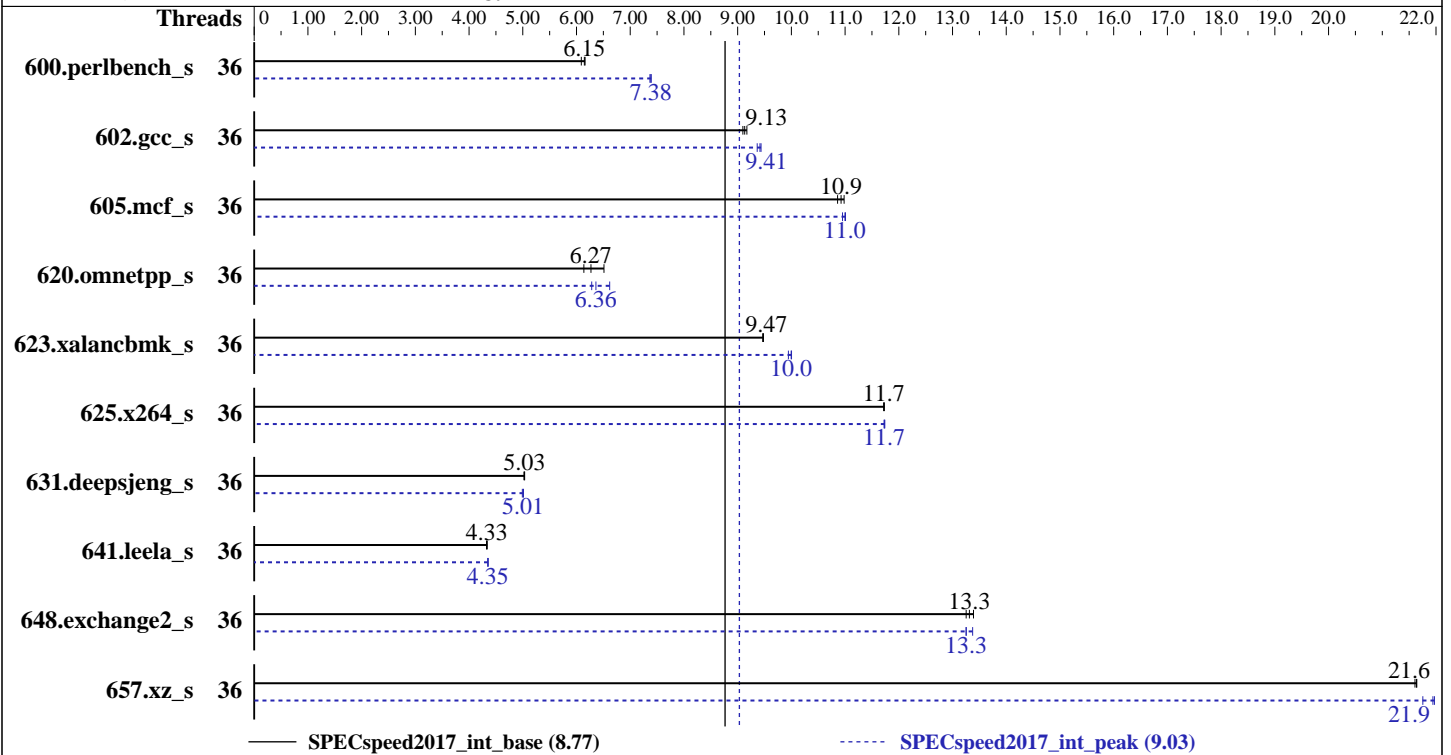 Threads 0 1.00 2.00 3.00 4.00 5.00 6.00 7.00 8.00 9.00 10.0 11.0 12.0 13.0 14.0 15.0 16.0 17.0 18.0 19.0 20.0 22.0
6.15
600.perlbench_s 36
7.38
9.13
602.gcc_s 36
9.41
10.9
605.mcf_s 36
11.0
6.27
620.omnetpp_s 36
6.36
9.47
623.xalancbmk_s 36
10.0
11.7
625.x264_s 36
11.7
5.03
631.deepsjeng_s 36
5.01
4.33
641.leela_s 36
4.35
13.3
648.exchange2_s 36
13.3
21.6
657.xz_s 36
21.9
SPECspeed2017_int_base (8.77) SPECspeed2017_int_peak (9.03)